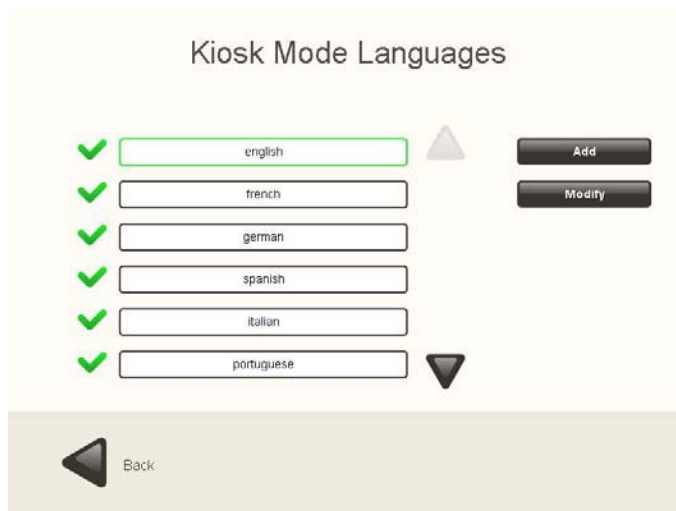 Kiosk Mode Languages
english
Add
french
Modify
german
spanish
italian
portuguese
Back